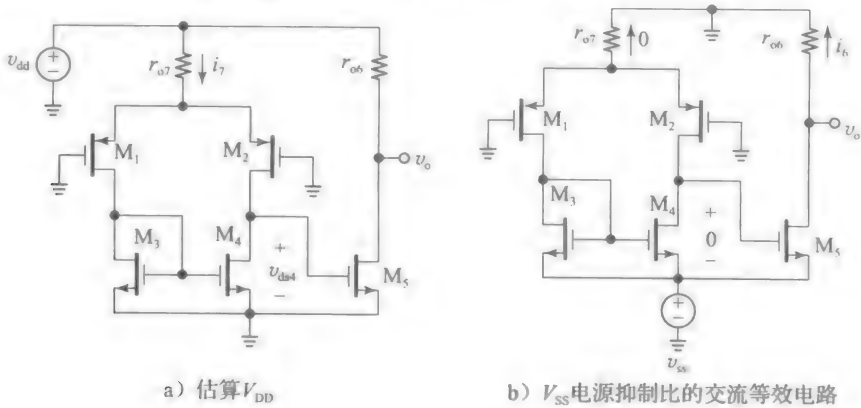 v_dd
r_o7
i_7
r_o6
M_1
M_2
v_o
M_3
M_4
v_ds4
M_5
a）估算V_DD
r_o7
0
r_o6
i_6
M_1
M_2
v_o
M_3
M_4
0
M_5
v_ss
b）V_SS电源抑制比的交流等效电路